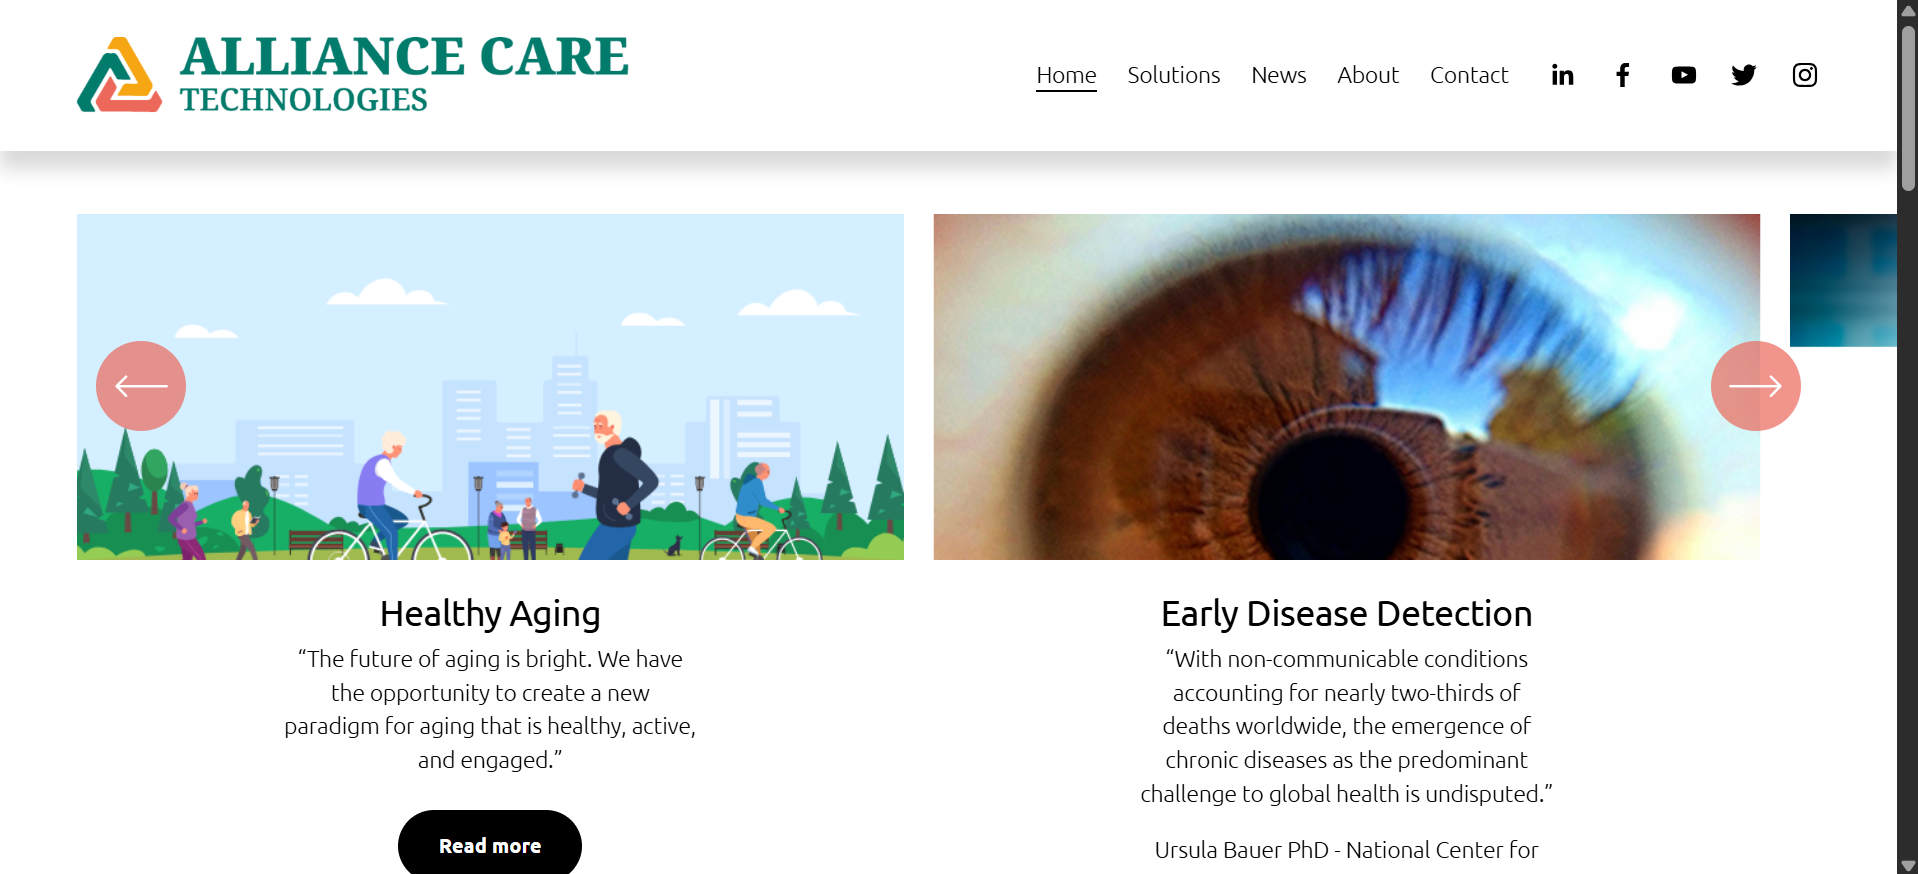 ALLIANCE CARE
TECHNOLOGIES
Home Solutions News About Contact
Healthy Aging
“The future of aging is bright. We have
the opportunity to create a new
paradigm for aging that is healthy, active,
and engaged.”
Read more
Early Disease Detection
“With non-communicable conditions
accounting for nearly two-thirds of
deaths worldwide, the emergence of
chronic diseases as the predominant
challenge to global health is undisputed.”
Ursula Bauer PhD - National Center for